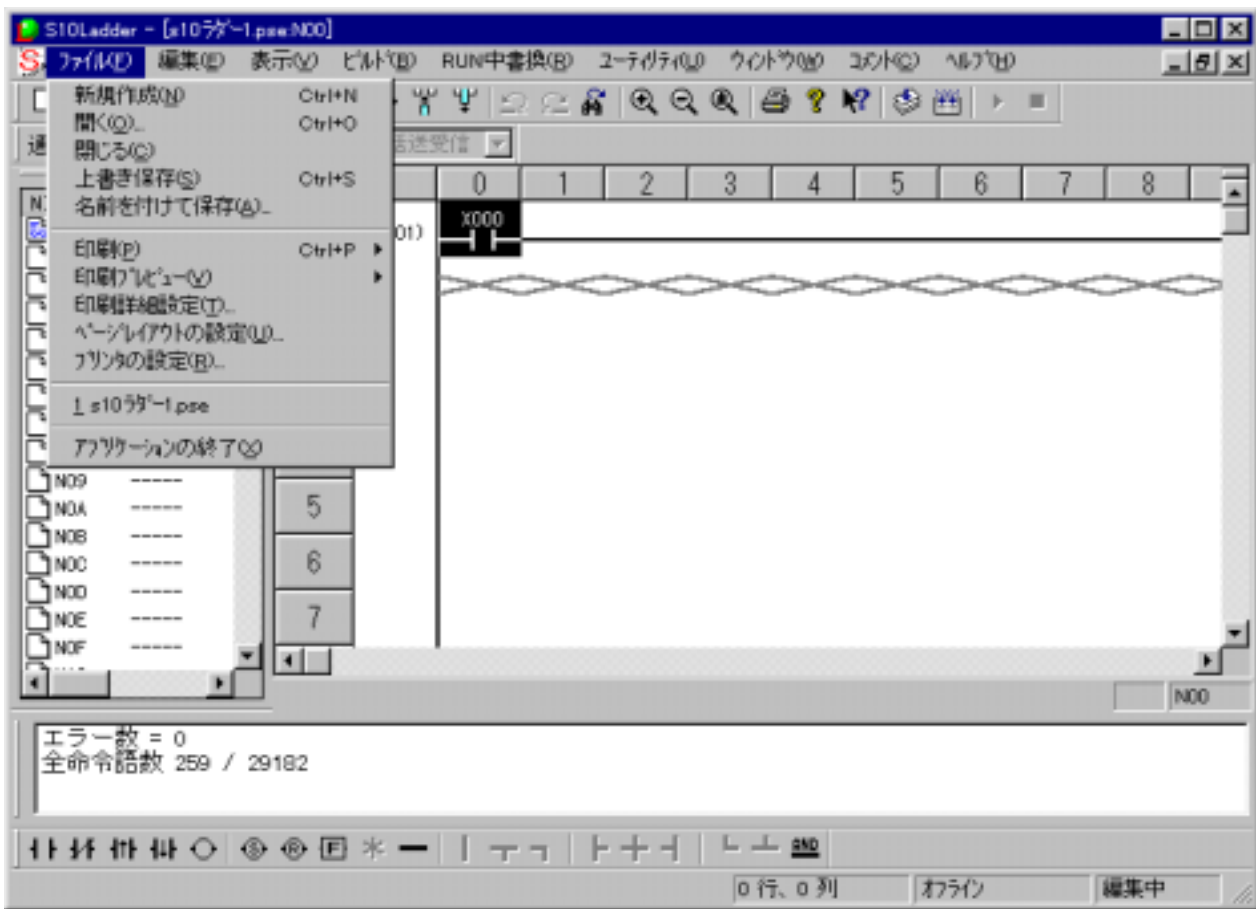 S10Ladder - [s10ラダー1.pse:N00]
ファイル(F) 編集(E) 表示(V) ビルド(B) RUN中書換(R) ユーティリティ(U) ウィンドウ(W) コメント(C) ヘルプ(H)
新規作成(N) Ctrl+N
開く(O)... Ctrl+O
閉じる(C)
上書き保存(S) Ctrl+S
名前を付けて保存(A)...
印刷(P) Ctrl+P
印刷プレビュー(V)
印刷詳細設定(T)...
ページレイアウトの設定(U)...
プリンタの設定(R)...
1 s10ラダー1.pse
アプリケーションの終了(X)
通
送受信
0 1 2 3 4 5 6 7 8
01)
X000
N09 -----
N0A -----
N0B -----
N0C -----
N0D -----
N0E -----
N0F -----
5
6
7
N00
エラー数 = 0
全命令語数 259 / 29182
S R F AND
0 行、0 列 オフライン 編集中